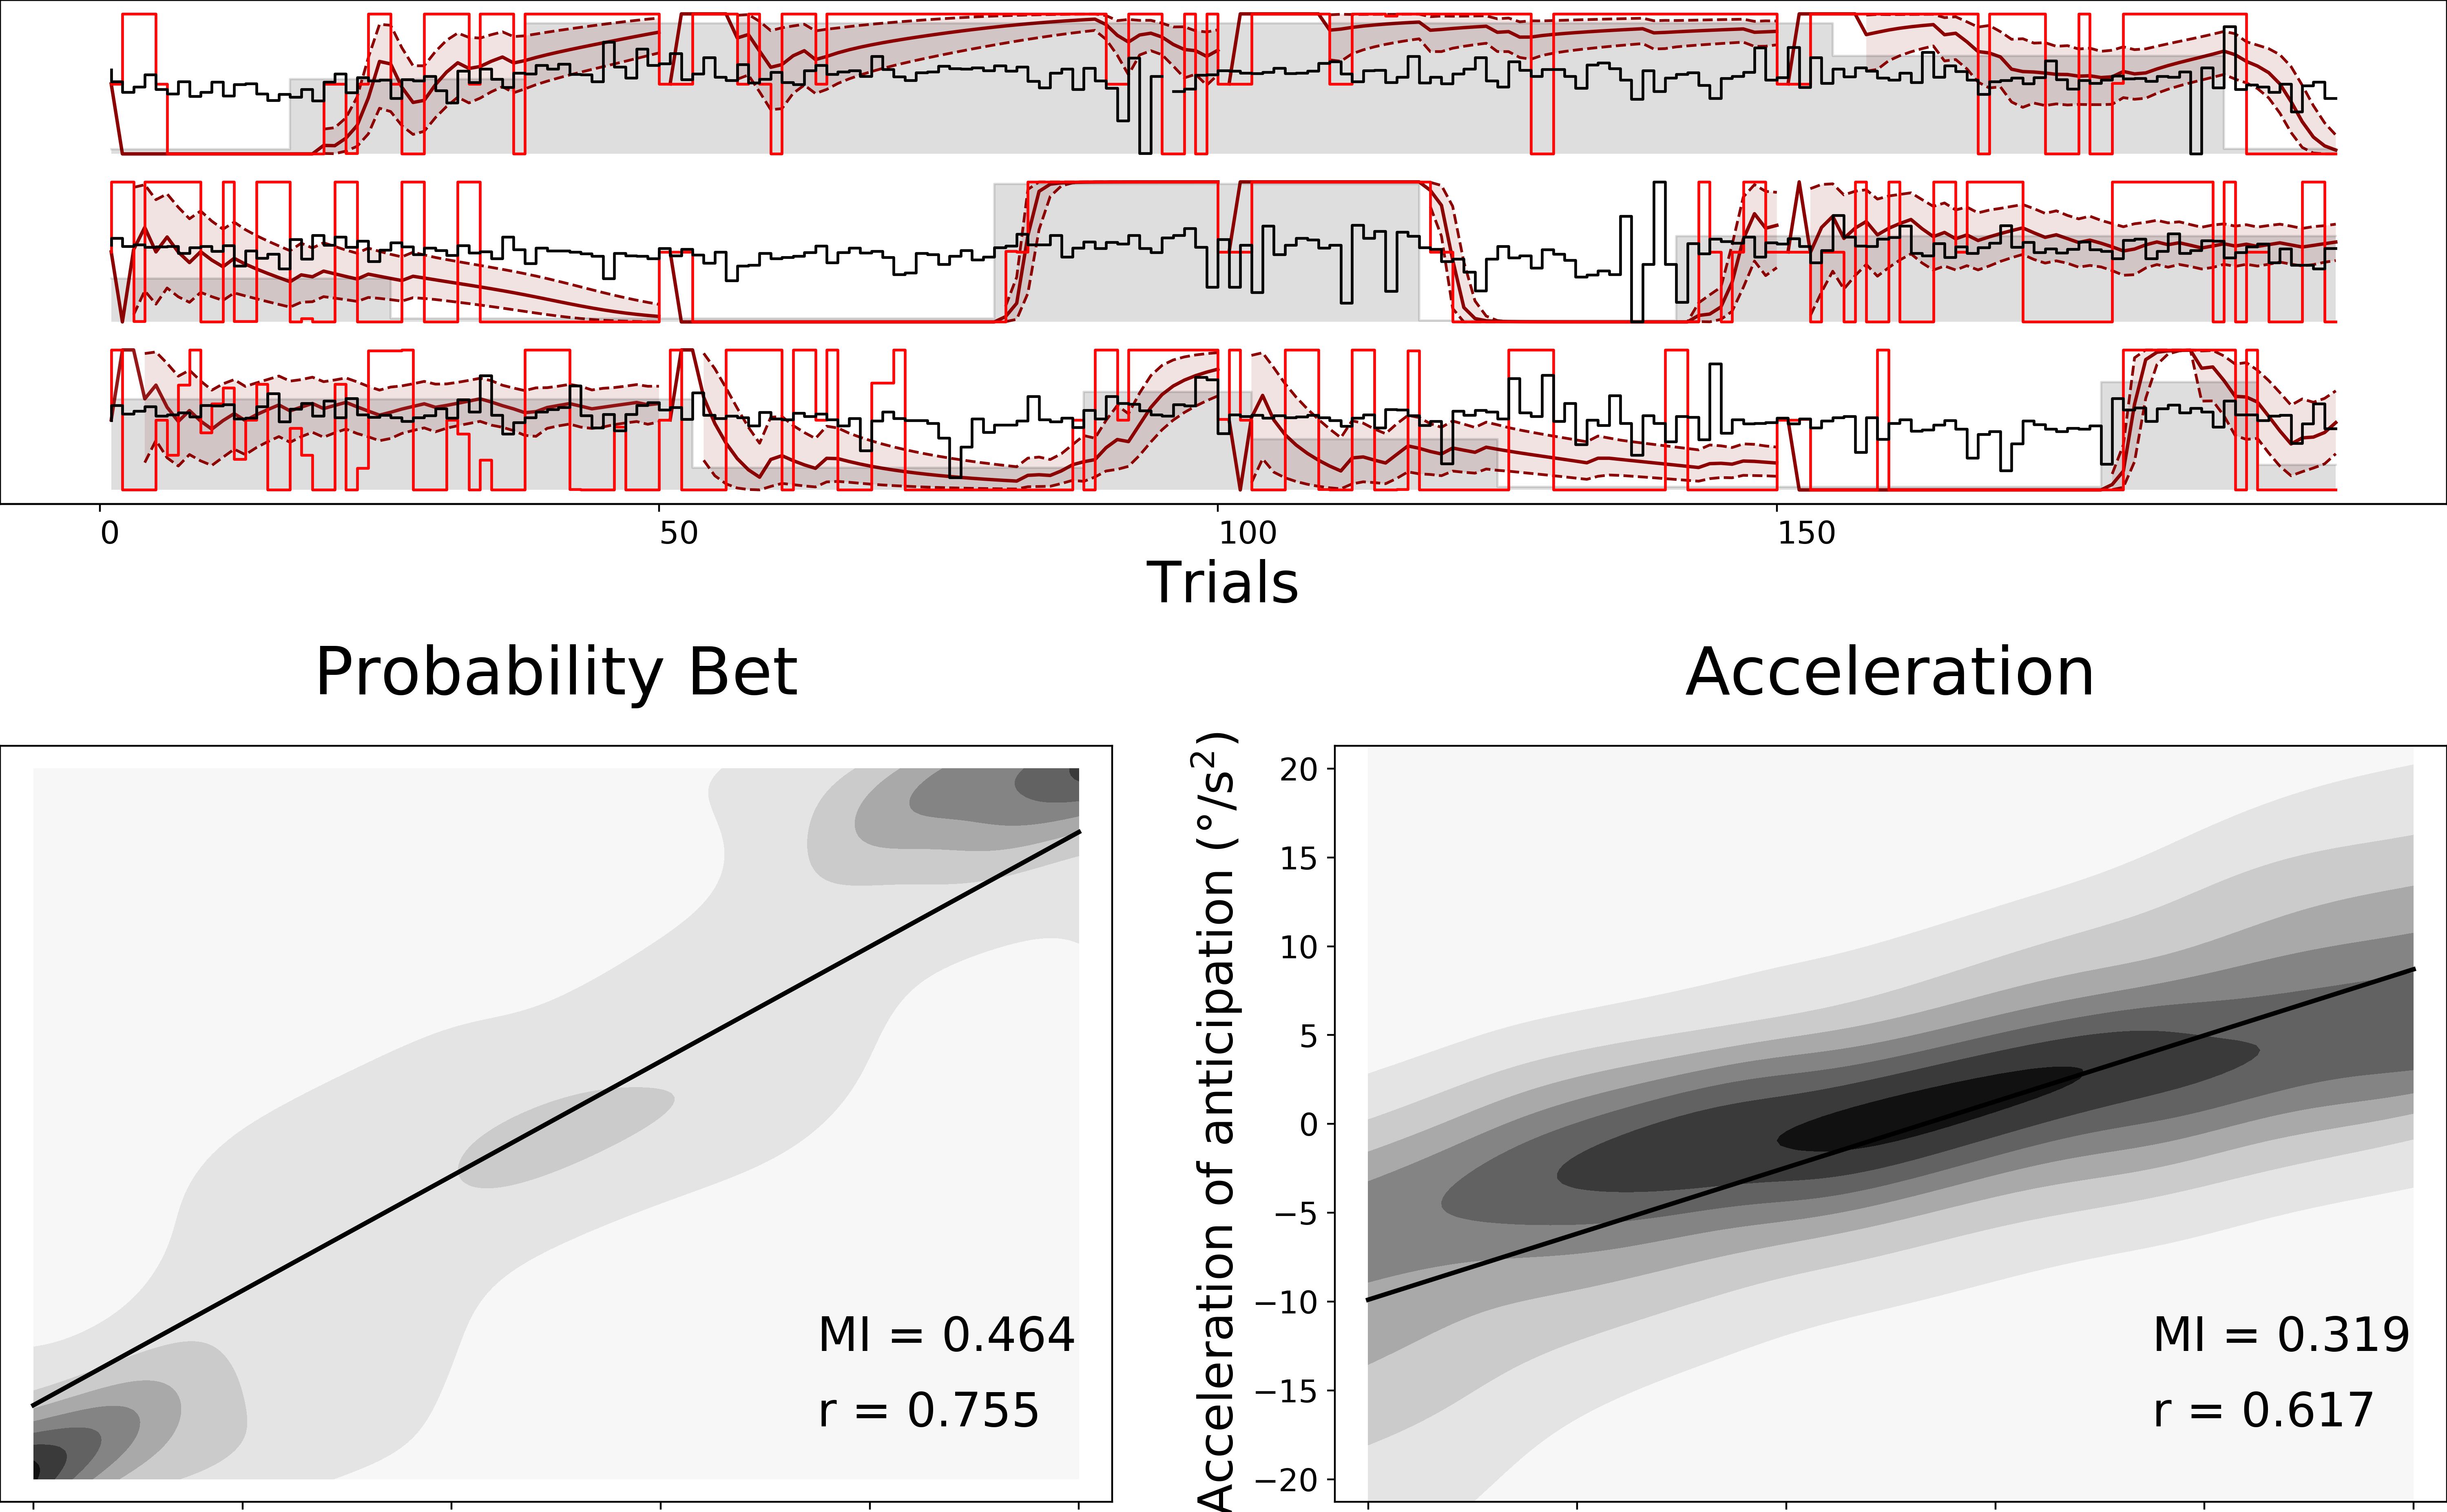 0 50 100 150
Trials
Probability Bet
Acceleration
MI = 0.464
r = 0.755
Acceleration of anticipation (°/s²)
20
15
10
5
0
−5
−10
−15
−20
MI = 0.319
r = 0.617